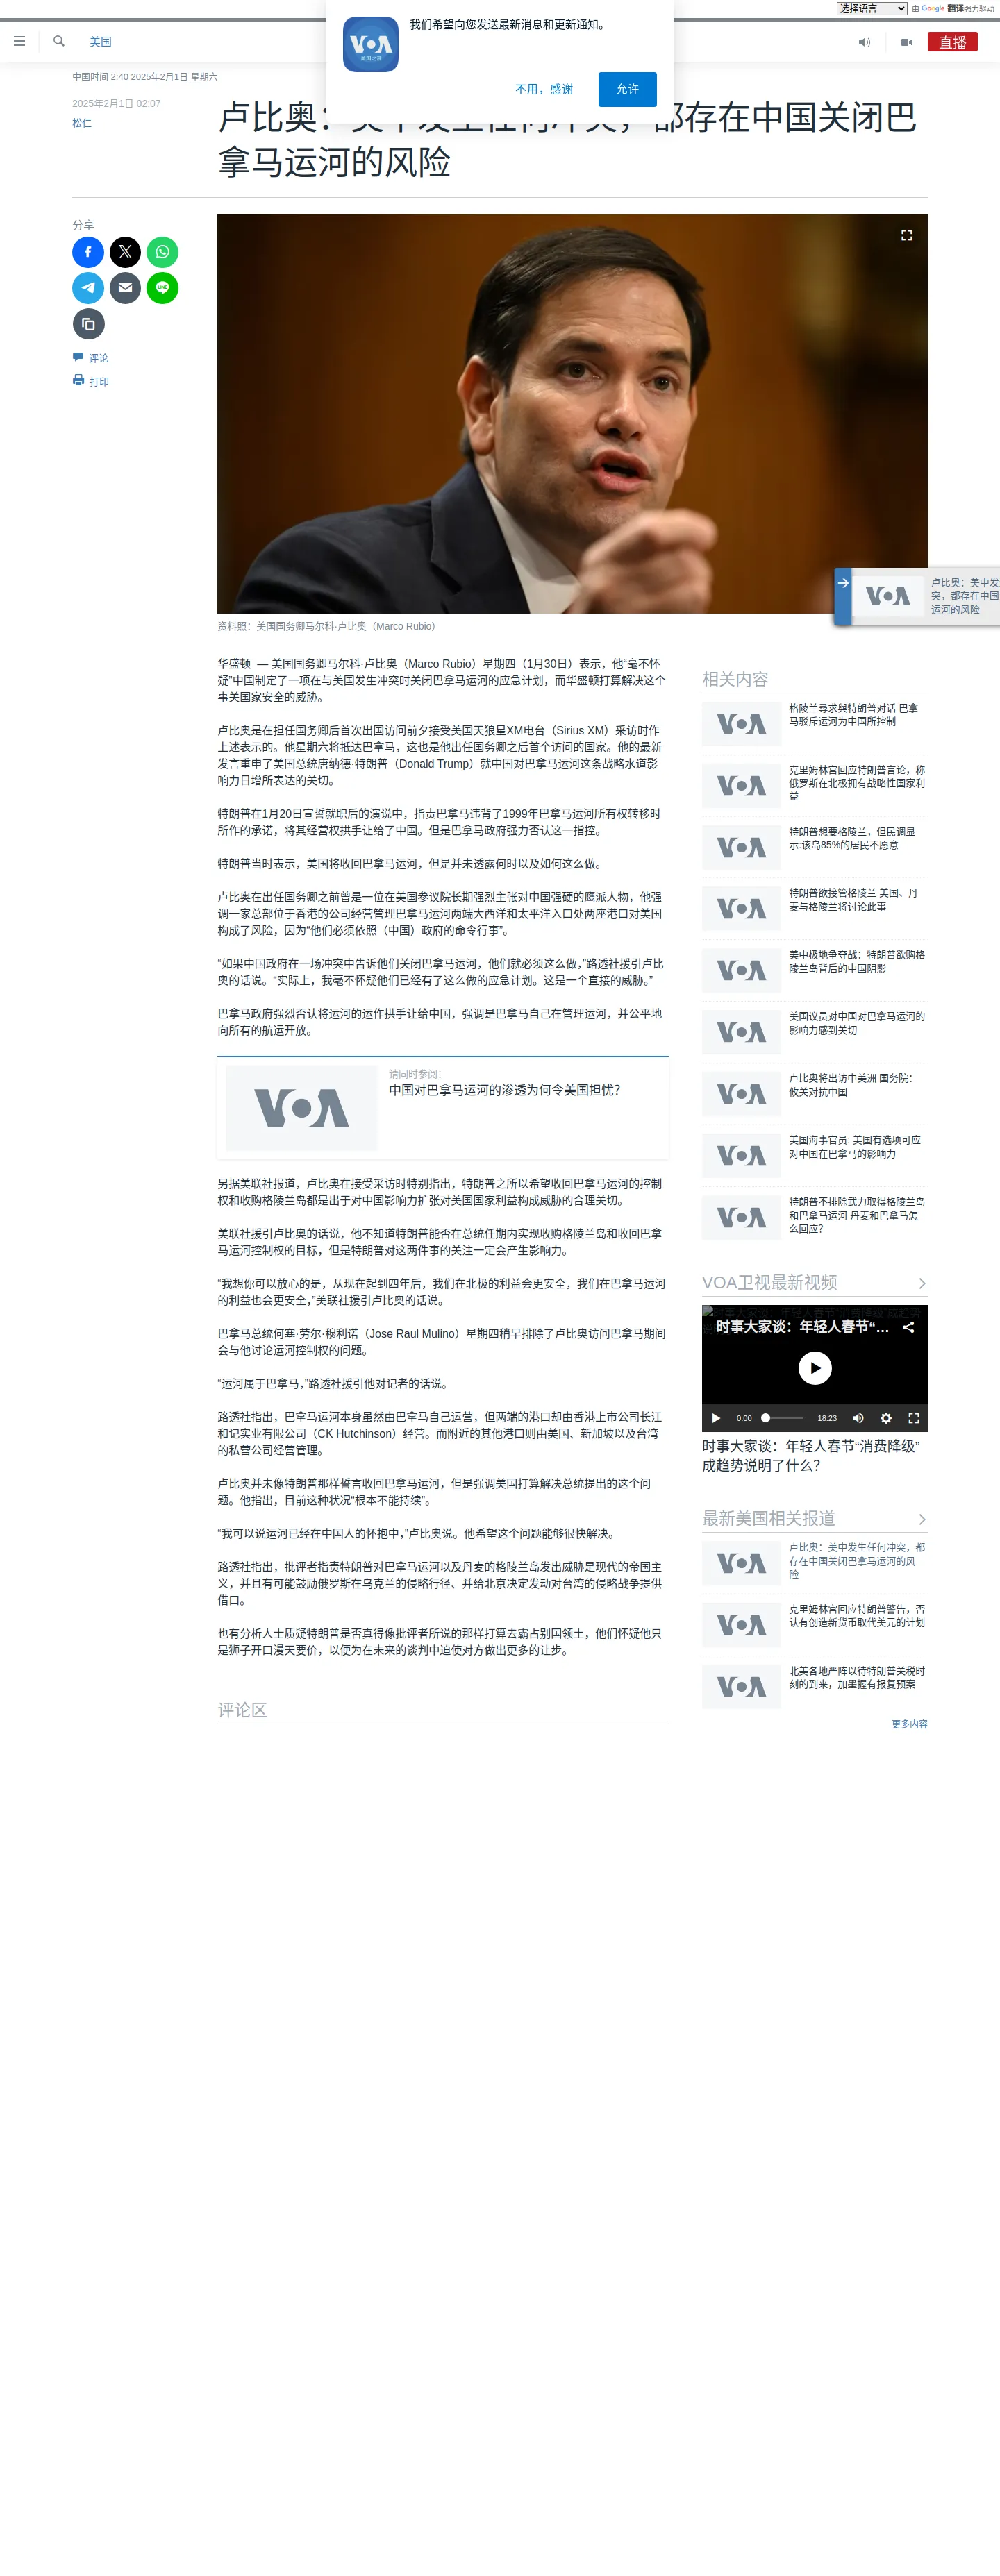 选择语言
由 Google 翻译强力驱动
我们希望向您发送最新消息和更新通知。
VOA
美国之音
不用，感谢
允许
美国
直播
中国时间 2:40 2025年2月1日 星期六
2025年2月1日 02:07
松仁
卢比奥：
都存在中国关闭巴
拿马运河的风险
分享
评论
打印
资料照：美国国务卿马尔科·卢比奥（Marco Rubio）
VOA
卢比奥：美中发
突，都存在中国
运河的风险
华盛顿 — 美国国务卿马尔科·卢比奥（Marco Rubio）星期四（1月30日）表示，他“毫不怀
疑”中国制定了一项在与美国发生冲突时关闭巴拿马运河的应急计划，而华盛顿打算解决这个
事关国家安全的威胁。
卢比奥是在担任国务卿后首次出国访问前夕接受美国天狼星XM电台（Sirius XM）采访时作
上述表示的。他星期六将抵达巴拿马，这也是他出任国务卿之后首个访问的国家。他的最新
发言重申了美国总统唐纳德·特朗普（Donald Trump）就中国对巴拿马运河这条战略水道影
响力日增所表达的关切。
特朗普在1月20日宣誓就职后的演说中，指责巴拿马违背了1999年巴拿马运河所有权转移时
所作的承诺，将其经营权拱手让给了中国。但是巴拿马政府强力否认这一指控。
特朗普当时表示，美国将收回巴拿马运河，但是并未透露何时以及如何这么做。
卢比奥在出任国务卿之前曾是一位在美国参议院长期强烈主张对中国强硬的鹰派人物，他强
调一家总部位于香港的公司经营管理巴拿马运河两端大西洋和太平洋入口处两座港口对美国
构成了风险，因为“他们必须依照（中国）政府的命令行事”。
“如果中国政府在一场冲突中告诉他们关闭巴拿马运河，他们就必须这么做，”路透社援引卢比
奥的话说。“实际上，我毫不怀疑他们已经有了这么做的应急计划。这是一个直接的威胁。”
巴拿马政府强烈否认将运河的运作拱手让给中国，强调是巴拿马自己在管理运河，并公平地
向所有的航运开放。
VOA
请同时参阅：
中国对巴拿马运河的渗透为何令美国担忧？
另据美联社报道，卢比奥在接受采访时特别指出，特朗普之所以希望收回巴拿马运河的控制
权和收购格陵兰岛都是出于对中国影响力扩张对美国国家利益构成威胁的合理关切。
美联社援引卢比奥的话说，他不知道特朗普能否在总统任期内实现收购格陵兰岛和收回巴拿
马运河控制权的目标，但是特朗普对这两件事的关注一定会产生影响力。
“我想你可以放心的是，从现在起到四年后，我们在北极的利益会更安全，我们在巴拿马运河
的利益也会更安全，”美联社援引卢比奥的话说。
巴拿马总统何塞·劳尔·穆利诺（Jose Raul Mulino）星期四稍早排除了卢比奥访问巴拿马期间
会与他讨论运河控制权的问题。
“运河属于巴拿马，”路透社援引他对记者的话说。
路透社指出，巴拿马运河本身虽然由巴拿马自己运营，但两端的港口却由香港上市公司长江
和记实业有限公司（CK Hutchinson）经营。而附近的其他港口则由美国、新加坡以及台湾
的私营公司经营管理。
卢比奥并未像特朗普那样誓言收回巴拿马运河，但是强调美国打算解决总统提出的这个问
题。他指出，目前这种状况“根本不能持续”。
“我可以说运河已经在中国人的怀抱中，”卢比奥说。他希望这个问题能够很快解决。
路透社指出，批评者指责特朗普对巴拿马运河以及丹麦的格陵兰岛发出威胁是现代的帝国主
义，并且有可能鼓励俄罗斯在乌克兰的侵略行径、并给北京决定发动对台湾的侵略战争提供
借口。
也有分析人士质疑特朗普是否真得像批评者所说的那样打算去霸占别国领土，他们怀疑他只
是狮子开口漫天要价，以便为在未来的谈判中迫使对方做出更多的让步。
评论区
相关内容
VOA
格陵兰尋求與特朗普对话 巴拿
马驳斥运河为中国所控制
VOA
克里姆林宫回应特朗普言论，称
俄罗斯在北极拥有战略性国家利
益
VOA
特朗普想要格陵兰，但民调显
示:该岛85%的居民不愿意
VOA
特朗普欲接管格陵兰 美国、丹
麦与格陵兰将讨论此事
VOA
美中极地争夺战：特朗普欲购格
陵兰岛背后的中国阴影
VOA
美国议员对中国对巴拿马运河的
影响力感到关切
VOA
卢比奥将出访中美洲 国务院：
攸关对抗中国
VOA
美国海事官员: 美国有选项可应
对中国在巴拿马的影响力
VOA
特朗普不排除武力取得格陵兰岛
和巴拿马运河 丹麦和巴拿马怎
么回应？
VOA卫视最新视频
时事大家谈：年轻人春节“...
0:00
18:23
时事大家谈：年轻人春节“消费降级”
成趋势说明了什么？
最新美国相关报道
VOA
卢比奥：美中发生任何冲突，都
存在中国关闭巴拿马运河的风
险
VOA
克里姆林宫回应特朗普警告，否
认有创造新货币取代美元的计划
VOA
北美各地严阵以待特朗普关税时
刻的到来，加墨握有报复预案
更多内容